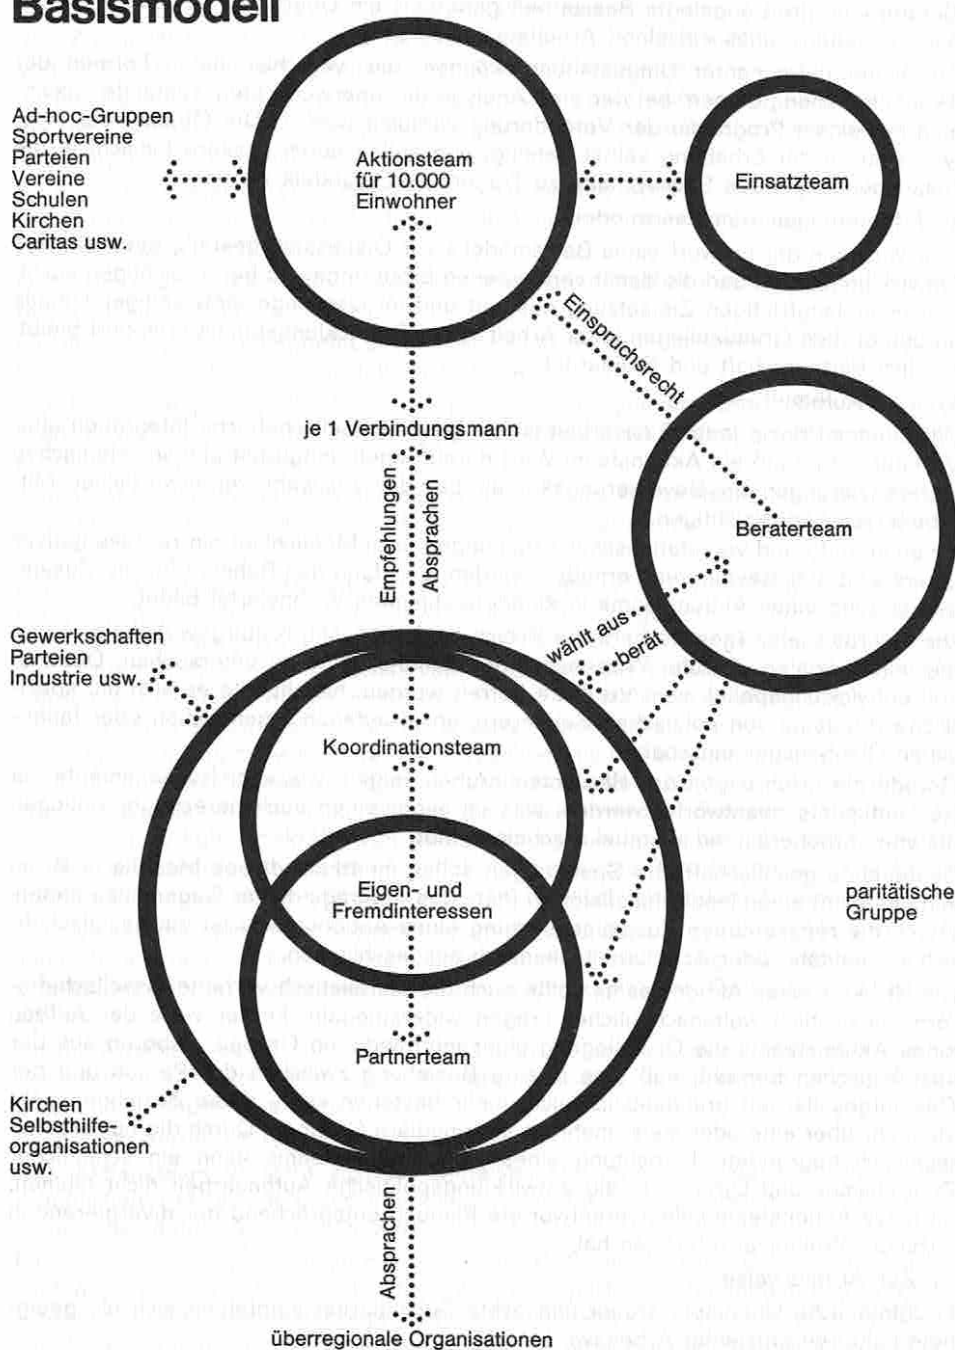 Basismodell
Ad-hoc-Gruppen
Sportvereine
Parteien
Vereine
Schulen
Kirchen
Caritas usw.
Aktionsteam
für 10.000
Einwohner
Einsatzteam
Einspruchsrecht
je 1 Verbindungsmann
Empfehlungen
Absprachen
Beraterteam
wählt aus
berät
Gewerkschaften
Parteien
Industrie usw.
Koordinationsteam
Eigen- und
Fremdinteressen
paritätische
Gruppe
Partnerteam
Kirchen
Selbsthilfe-
organisationen
usw.
Absprachen
überregionale Organisationen